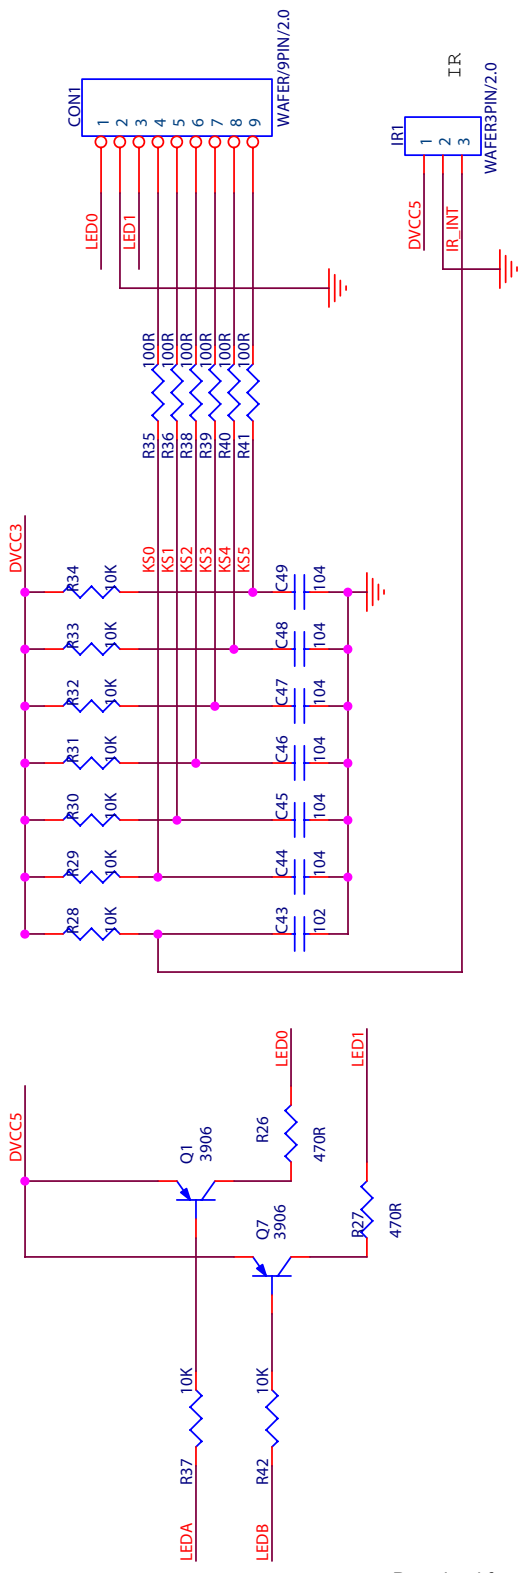 CON1
1
2
3
4
5
6
7
8
9
WAFER/9PIN/2.0
LED0
LED1
IR
IR1
1
2
3
WAFER3PIN/2.0
DVCC5
IR_INT
R35
100R
R36
100R
R38
100R
R39
100R
R40
100R
R41
100R
DVCC3
KS0
KS1
KS2
KS3
KS4
KS5
R34
10K
C49
104
R33
10K
C48
104
R32
10K
C47
104
R31
10K
C46
104
R30
10K
C45
104
R29
10K
C44
104
R28
10K
C43
102
DVCC5
LED0
LED1
Q1
3906
R26
470R
Q7
3906
R27
470R
R37
10K
R42
10K
LEDA
LEDB